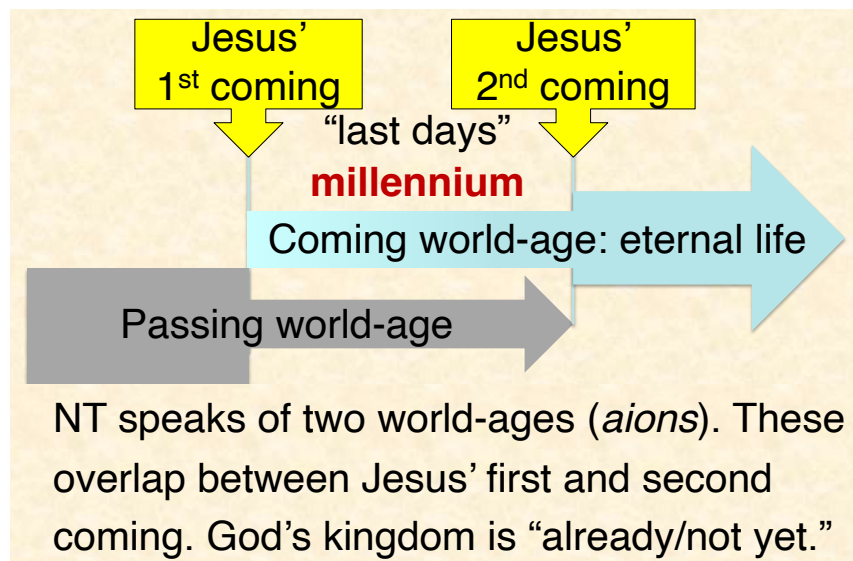 Jesus’
1st coming
Jesus’
2nd coming
“last days”
millennium
Coming world-age: eternal life
Passing world-age
NT speaks of two world-ages (aions). These
overlap between Jesus’ first and second
coming. God’s kingdom is “already/not yet.”